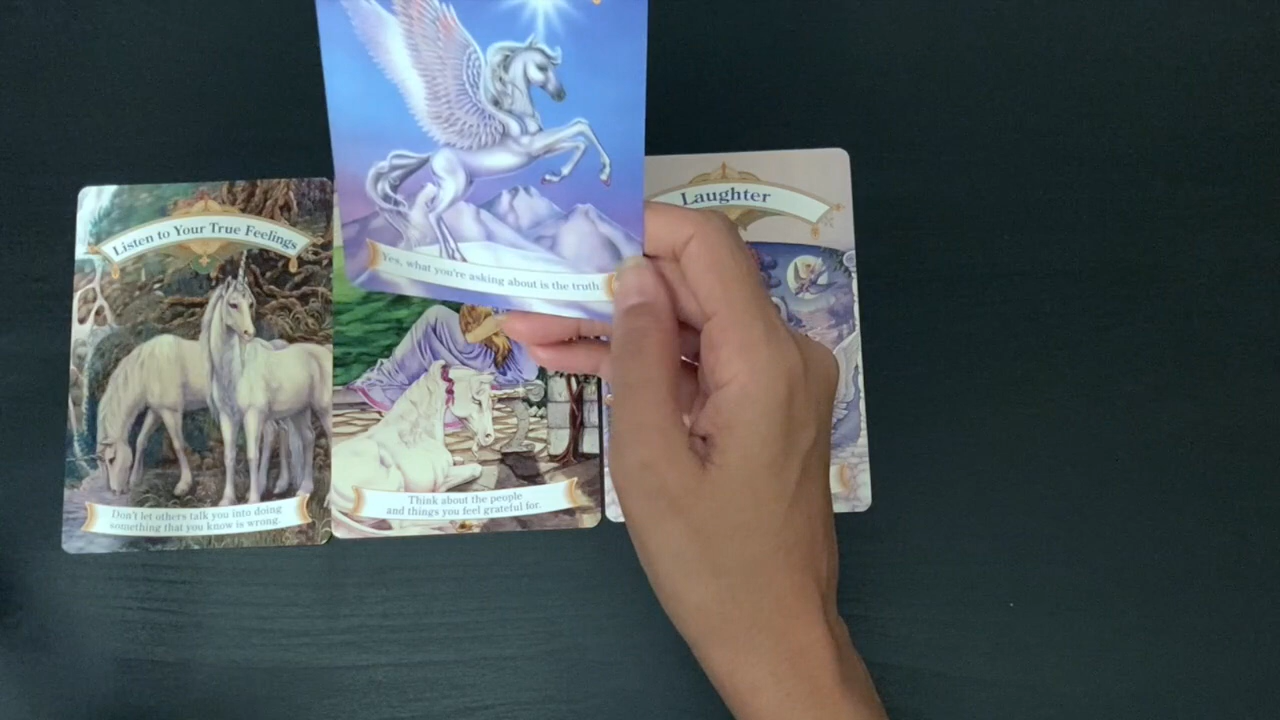 Yes, what you're asking about is the truth.
Listen to Your True Feelings
Don't let others talk you into doing
something that you know is wrong.
Think about the people
and things you feel grateful for.
Laughter